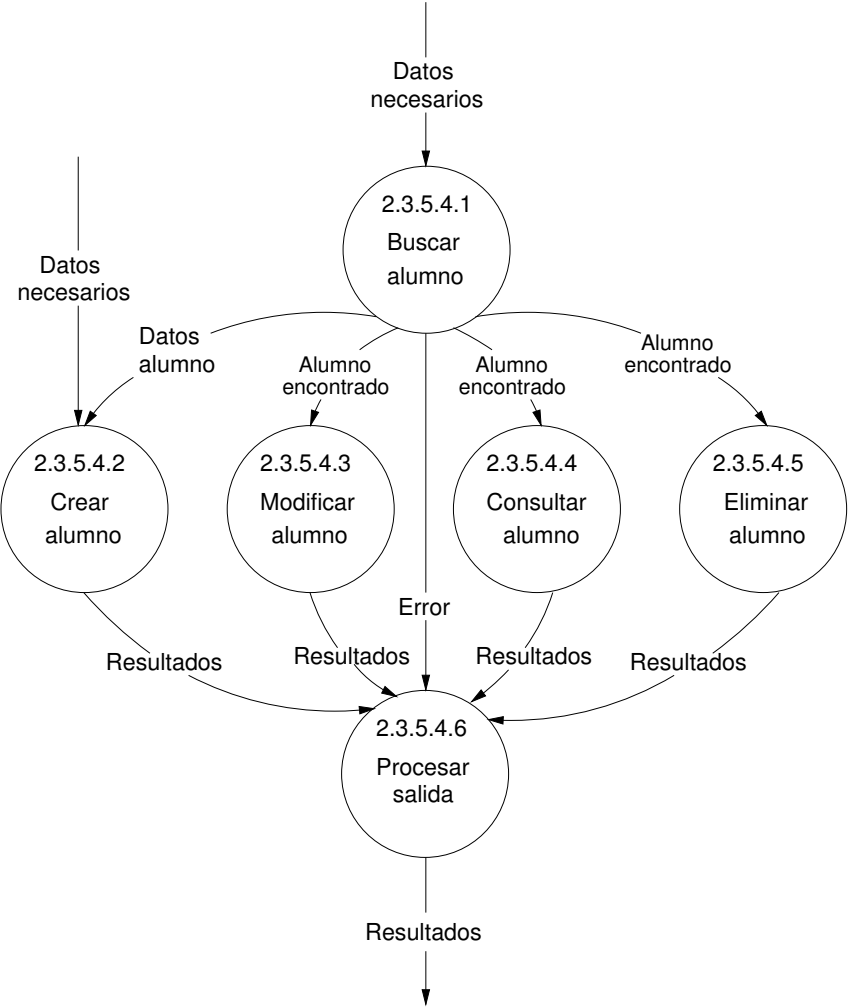 Datos
necesarios
2.3.5.4.1
Buscar
alumno
Datos
necesarios
Datos
alumno
Alumno
encontrado
Alumno
encontrado
Alumno
encontrado
2.3.5.4.2
Crear
alumno
2.3.5.4.3
Modificar
alumno
2.3.5.4.4
Consultar
alumno
2.3.5.4.5
Eliminar
alumno
Error
Resultados
Resultados
Resultados
Resultados
2.3.5.4.6
Procesar
salida
Resultados